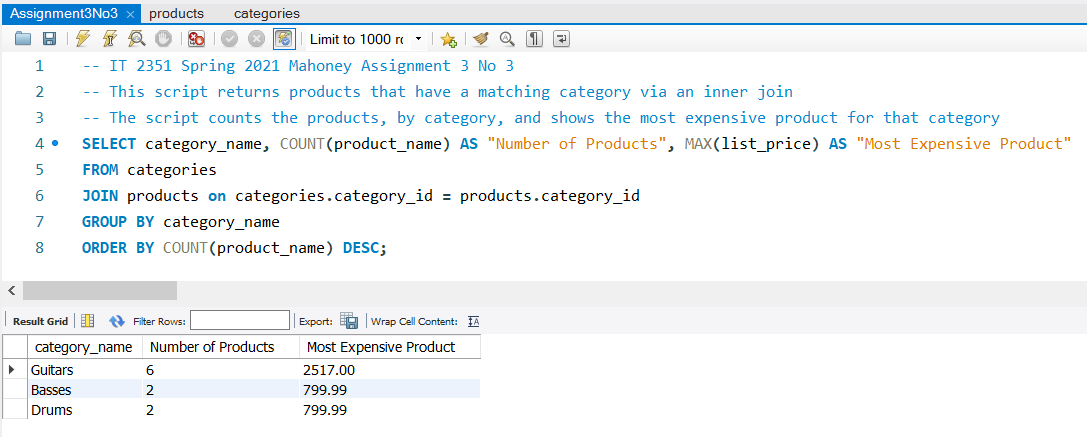 Assignment3No3 × products categories
Limit to 1000 rc
1 -- IT 2351 Spring 2021 Mahoney Assignment 3 No 3
2 -- This script returns products that have a matching category via an inner join
3 -- The script counts the products, by category, and shows the most expensive product for that category
4 SELECT category_name, COUNT(product_name) AS "Number of Products", MAX(list_price) AS "Most Expensive Product"
5 FROM categories
6 JOIN products on categories.category_id = products.category_id
7 GROUP BY category_name
8 ORDER BY COUNT(product_name) DESC;
Result Grid Filter Rows: Export: Wrap Cell Content: IA
category_name Number of Products Most Expensive Product
Guitars 6 2517.00
Basses 2 799.99
Drums 2 799.99